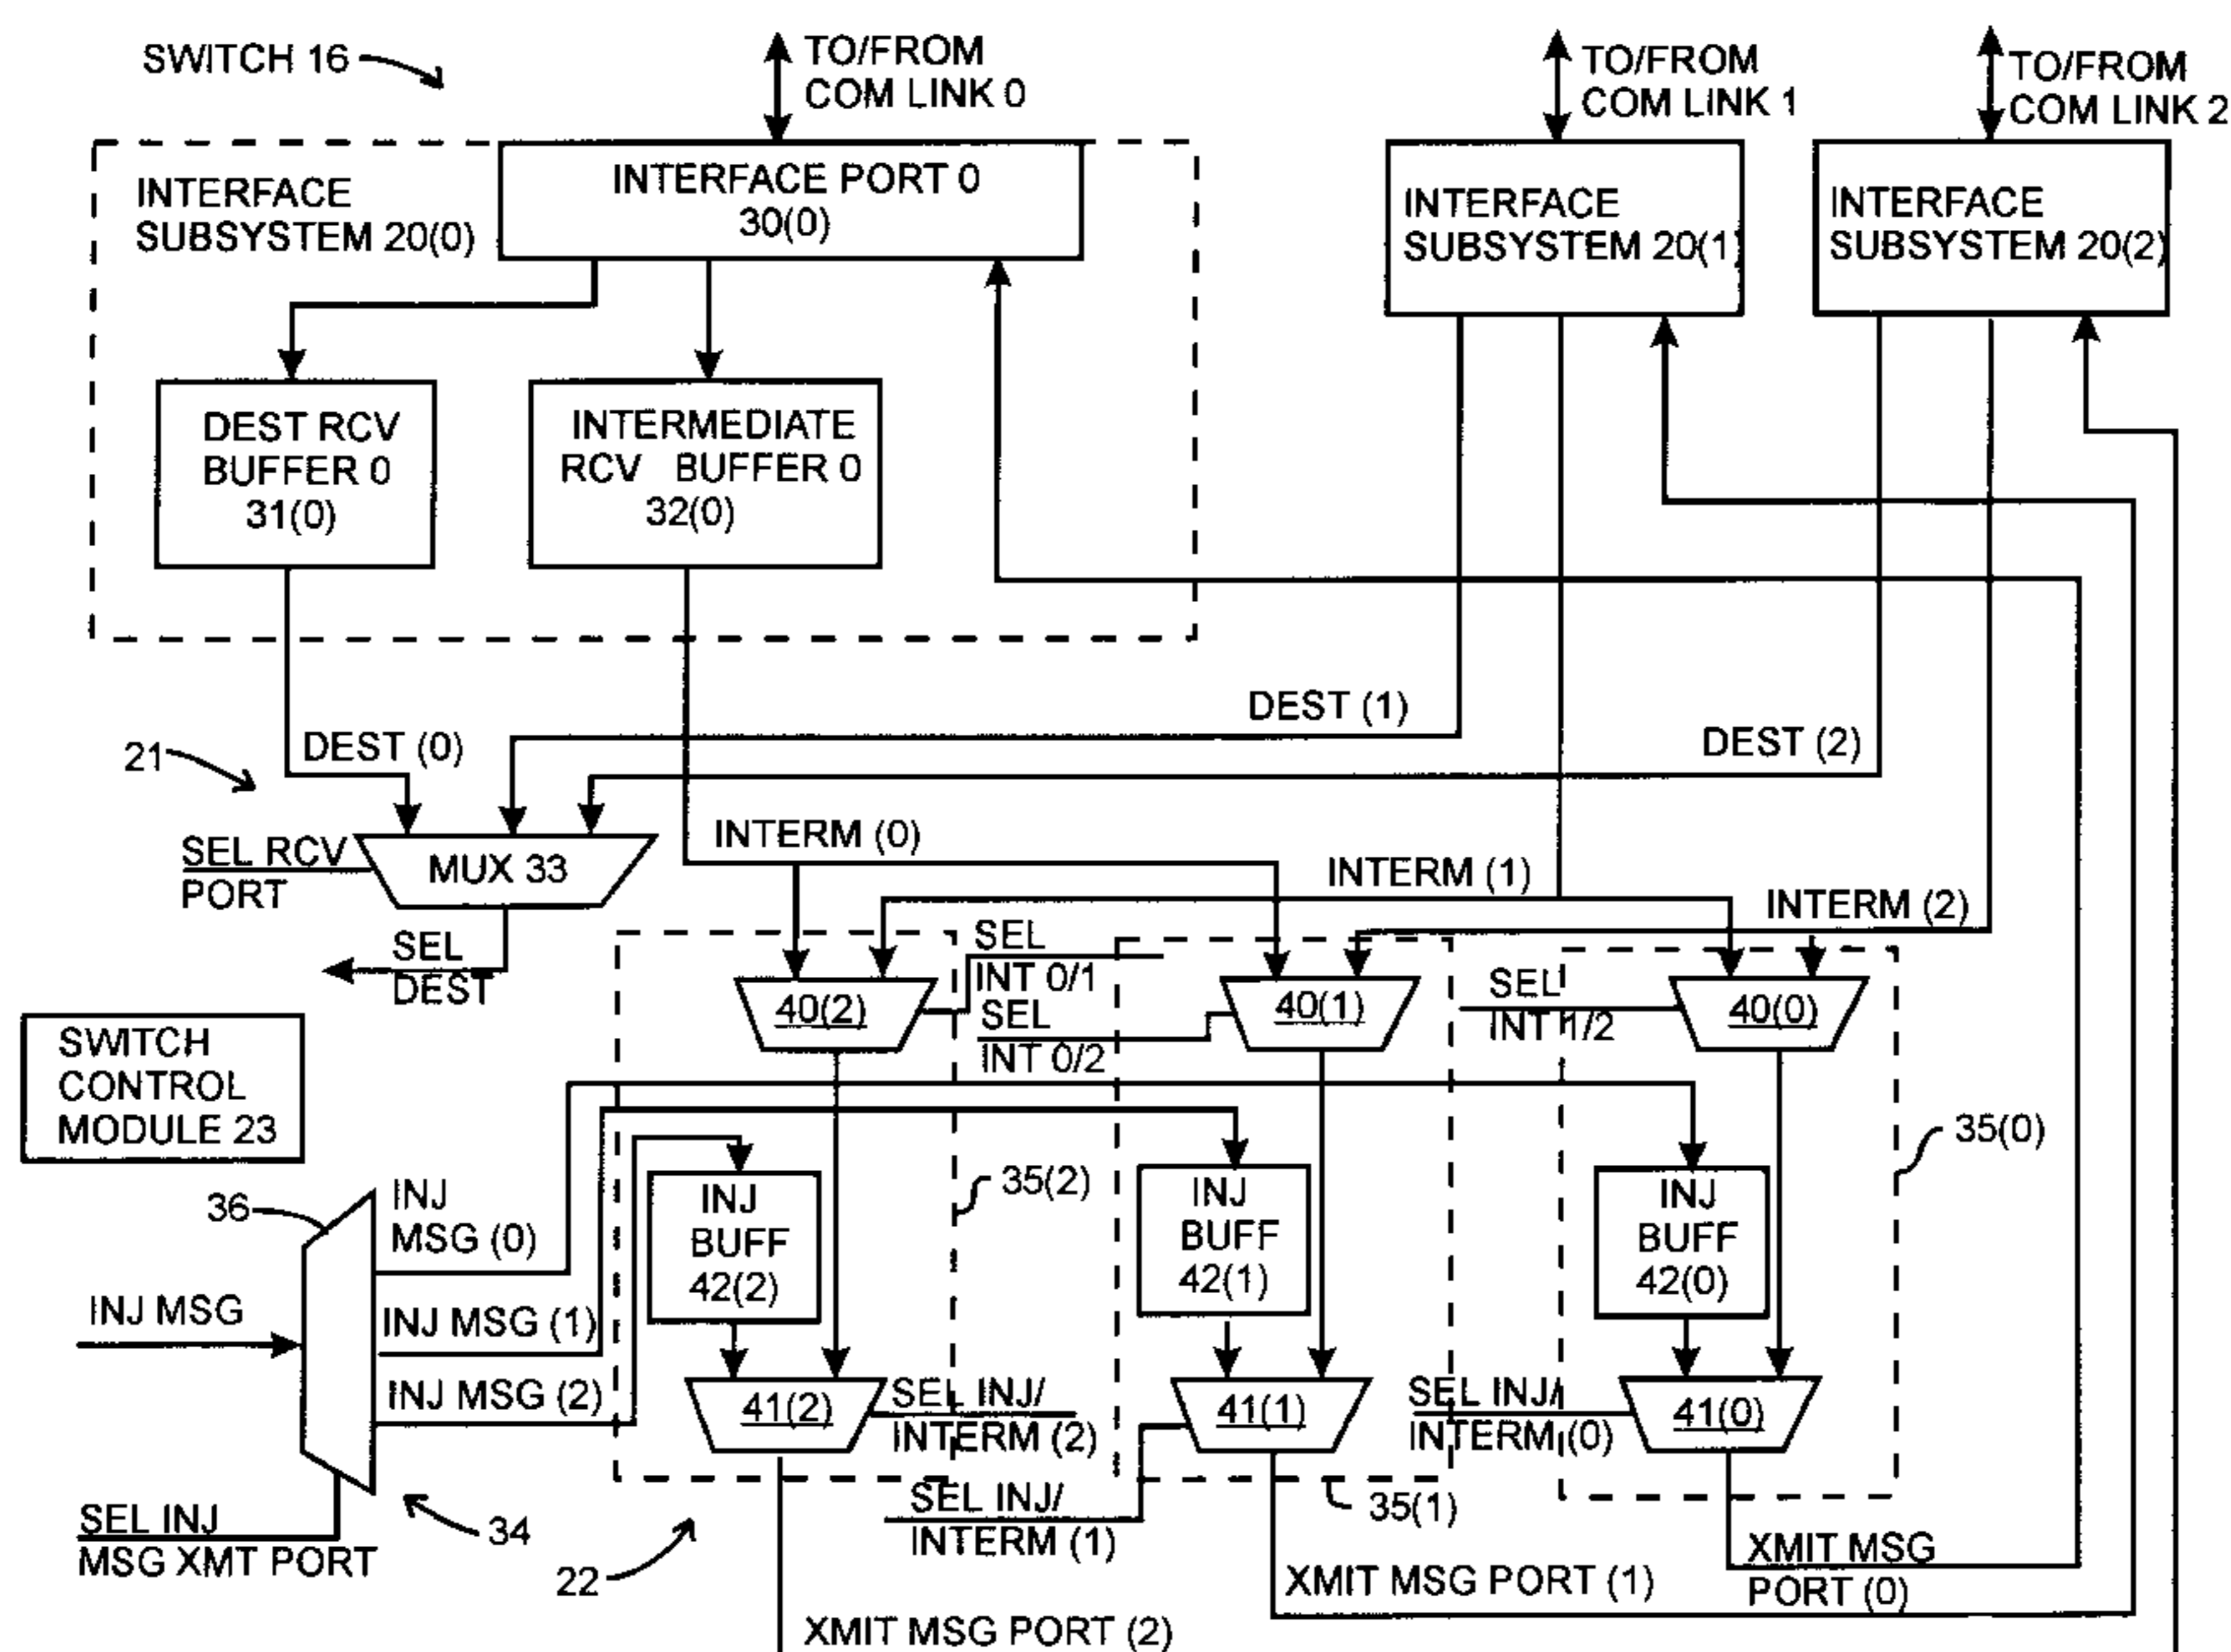 SWITCH 16
TO/FROM
COM LINK 0
TO/FROM
COM LINK 1
TO/FROM
COM LINK 2
INTERFACE
SUBSYSTEM 20(0)
INTERFACE PORT 0
30(0)
INTERFACE
SUBSYSTEM 20(1)
INTERFACE
SUBSYSTEM 20(2)
DEST RCV
BUFFER 0
31(0)
INTERMEDIATE
RCV BUFFER 0
32(0)
DEST (1)
21
DEST (0)
DEST (2)
SEL RCV
PORT
MUX 33
INTERM (0)
INTERM (1)
INTERM (2)
SEL
DEST
SEL
INT 0/1
SEL
INT 0/2
SEL
INT 1/2
40(2)
40(1)
40(0)
SWITCH
CONTROL
MODULE 23
35(0)
35(2)
36
INJ
MSG (0)
INJ
BUFF
42(2)
INJ
BUFF
42(1)
INJ
BUFF
42(0)
INJ MSG
INJ MSG (1)
INJ MSG (2)
41(2)
SEL INJ/
INTERM (2)
41(1)
SEL INJ/
INTERM (0)
41(0)
SEL INJ
MSG XMT PORT
34
22
SEL INJ/
INTERM (1)
35(1)
XMIT MSG PORT (1)
XMIT MSG
PORT (0)
XMIT MSG PORT (2)